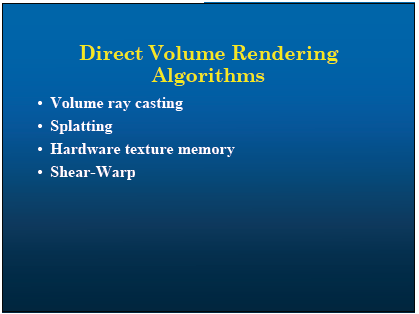 Direct Volume Rendering
Algorithms
• Volume ray casting
• Splatting
• Hardware texture memory
• Shear-Warp